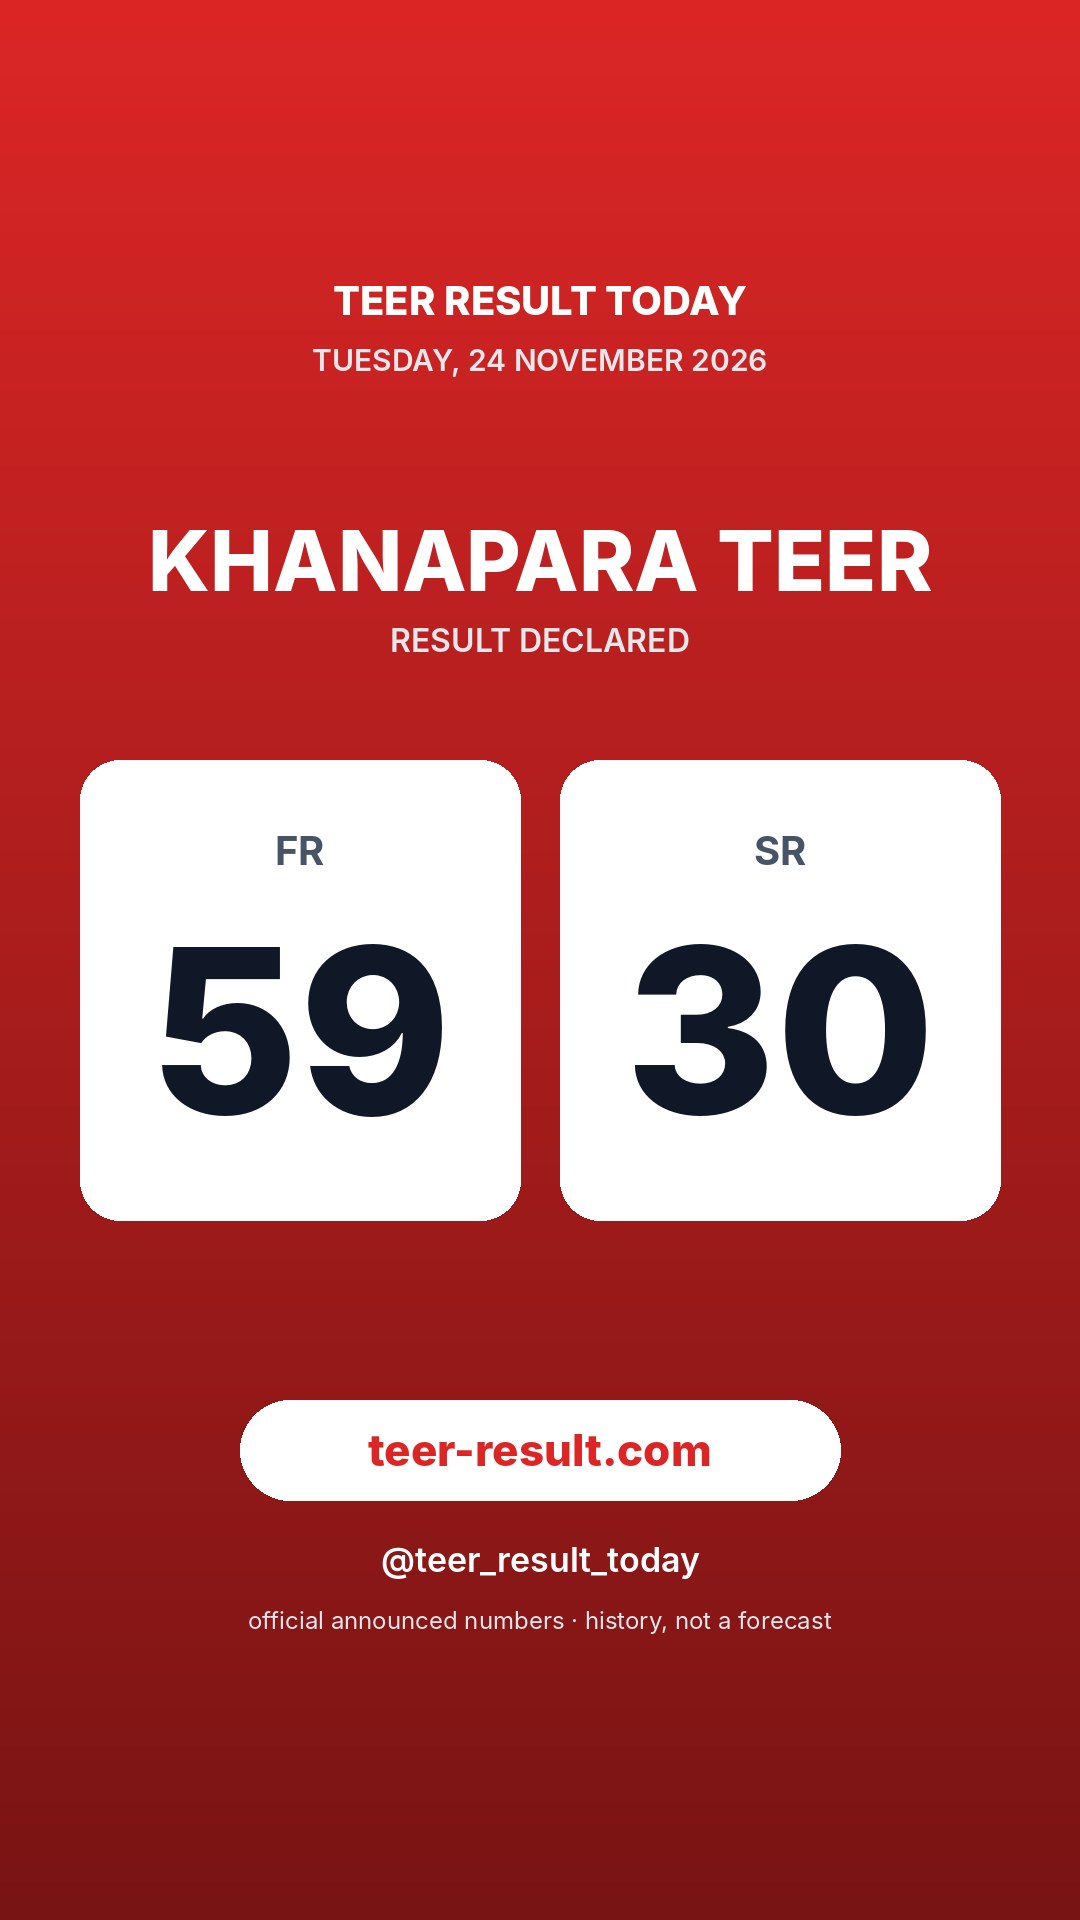 TEER RESULT TODAY
TUESDAY, 24 NOVEMBER 2026
KHANAPARA TEER
RESULT DECLARED
FR
59
SR
30
teer-result.com
@teer_result_today
official announced numbers · history, not a forecast